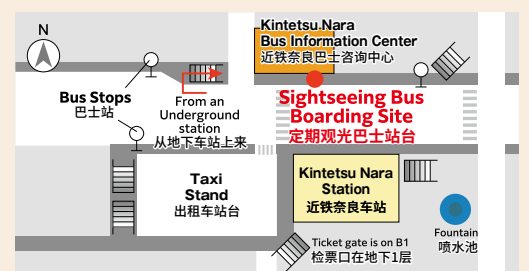 N
Kintetsu Nara
Bus Information Center
近铁奈良巴士咨询中心
Bus Stops
巴士站
From an
Underground
station
从地下车站上来
Sightseeing Bus
Boarding Site
定期观光巴士站台
Taxi
Stand
出租车站台
Kintetsu Nara
Station
近铁奈良车站
Fountain
喷水池
Ticket gate is on B1
检票口在地下1层